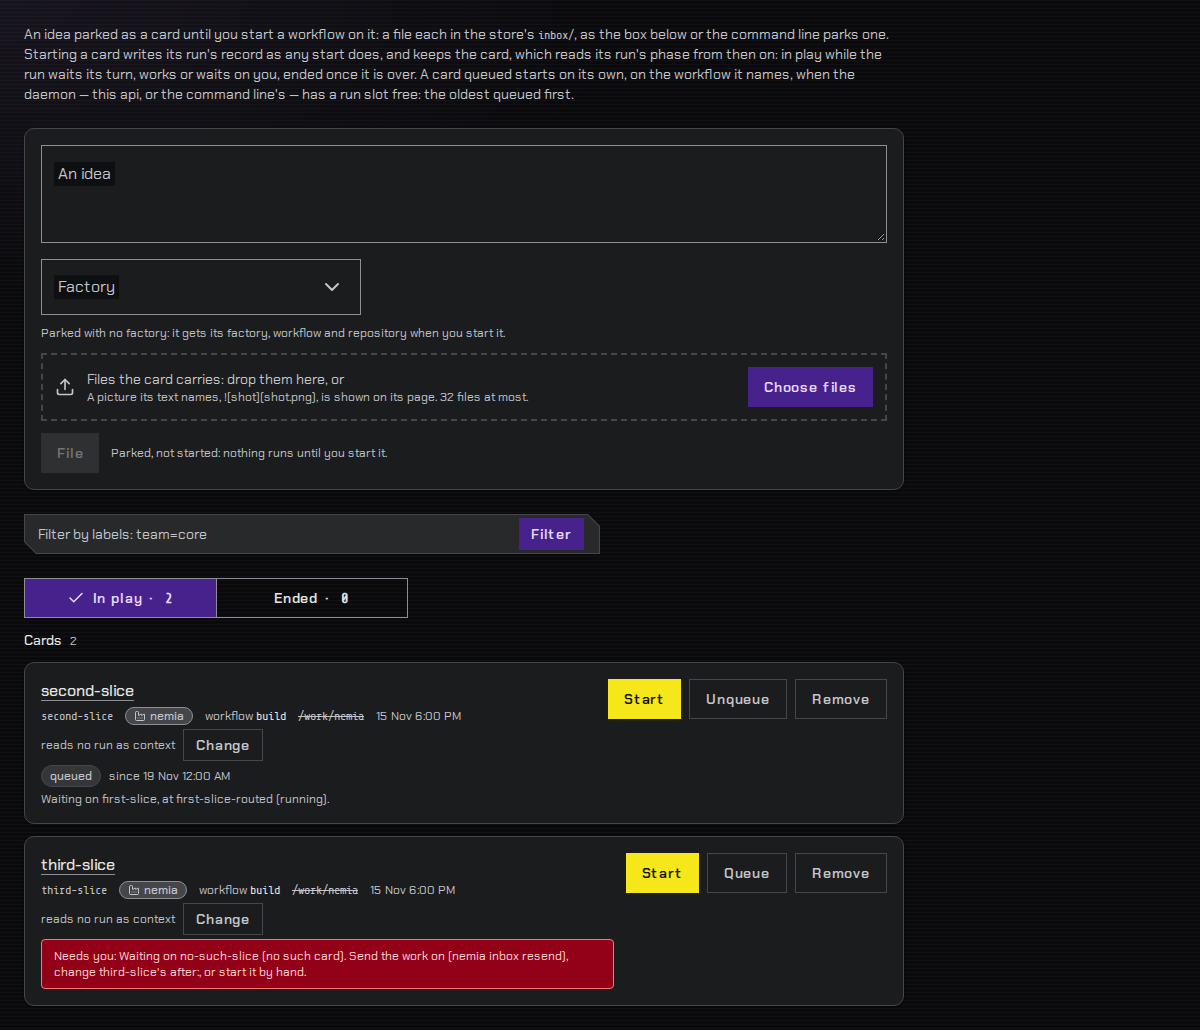 An idea parked as a card until you start a workflow on it: a file each in the store's inbox/, as the box below or the command line parks one.
Starting a card writes its run's record as any start does, and keeps the card, which reads its run's phase from then on: in play while the
run waits its turn, works or waits on you, ended once it is over. A card queued starts on its own, on the workflow it names, when the
daemon — this api, or the command line's — has a run slot free: the oldest queued first.
An idea
Factory
Parked with no factory: it gets its factory, workflow and repository when you start it.
Files the card carries: drop them here, or
A picture its text names, ![shot](shot.png), is shown on its page. 32 files at most.
Choose files
File
Parked, not started: nothing runs until you start it.
Filter by labels: team=core
Filter
In play · 2
Ended · 0
Cards 2
second-slice
Start
Unqueue
Remove
second-slice nemia workflow build /work/nemia 15 Nov 6:00 PM
reads no run as context Change
queued since 19 Nov 12:00 AM
Waiting on first-slice, at first-slice-routed (running).
third-slice
Start
Queue
Remove
third-slice nemia workflow build /work/nemia 15 Nov 6:00 PM
reads no run as context Change
Needs you: Waiting on no-such-slice (no such card). Send the work on (nemia inbox resend),
change third-slice's after:, or start it by hand.